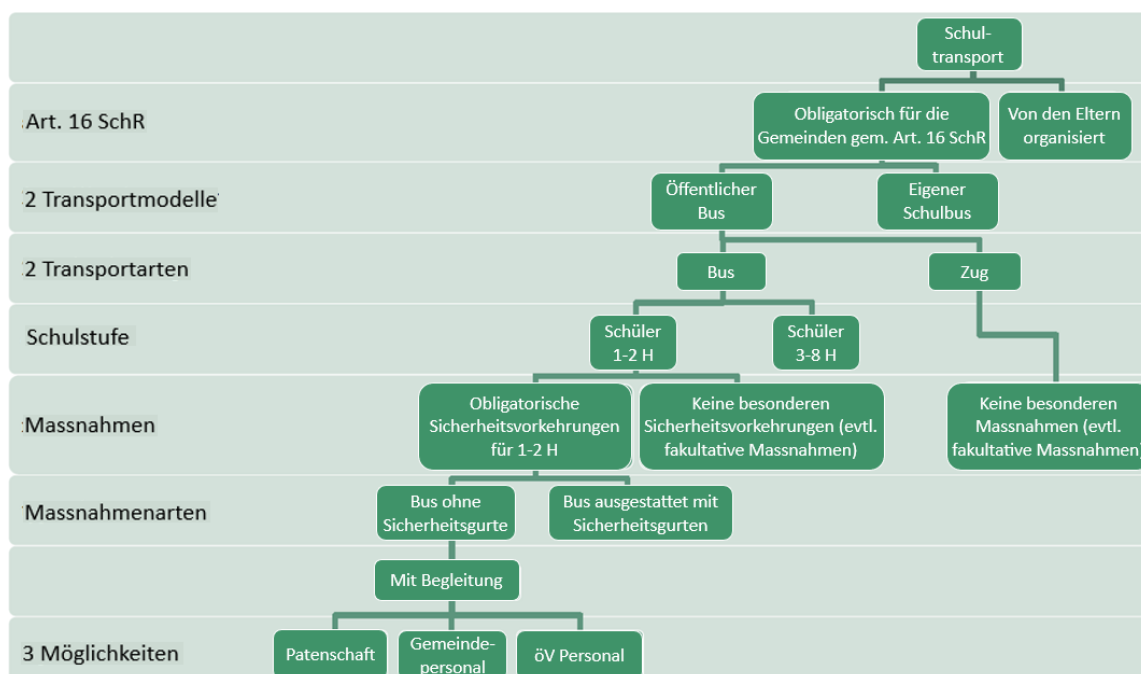 Schul-
transport
Art. 16 SchR
Obligatorisch für die
Gemeinden gem. Art. 16 SchR
Von den Eltern
organisiert
2 Transportmodelle
Öffentlicher
Bus
Eigener
Schulbus
2 Transportarten
Bus
Zug
Schulstufe
Schüler
1-2 H
Schüler
3-8 H
Massnahmen
Obligatorische
Sicherheitsvorkehrungen
für 1-2 H
Keine besonderen
Sicherheitsvorkehrungen (evtl.
fakultative Massnahmen)
Keine besonderen
Massnahmen (evtl.
fakultative Massnahmen)
Massnahmenarten
Bus ohne
Sicherheitsgurte
Bus ausgestattet mit
Sicherheitsgurten
Mit Begleitung
3 Möglichkeiten
Patenschaft
Gemeinde-
personal
öV Personal